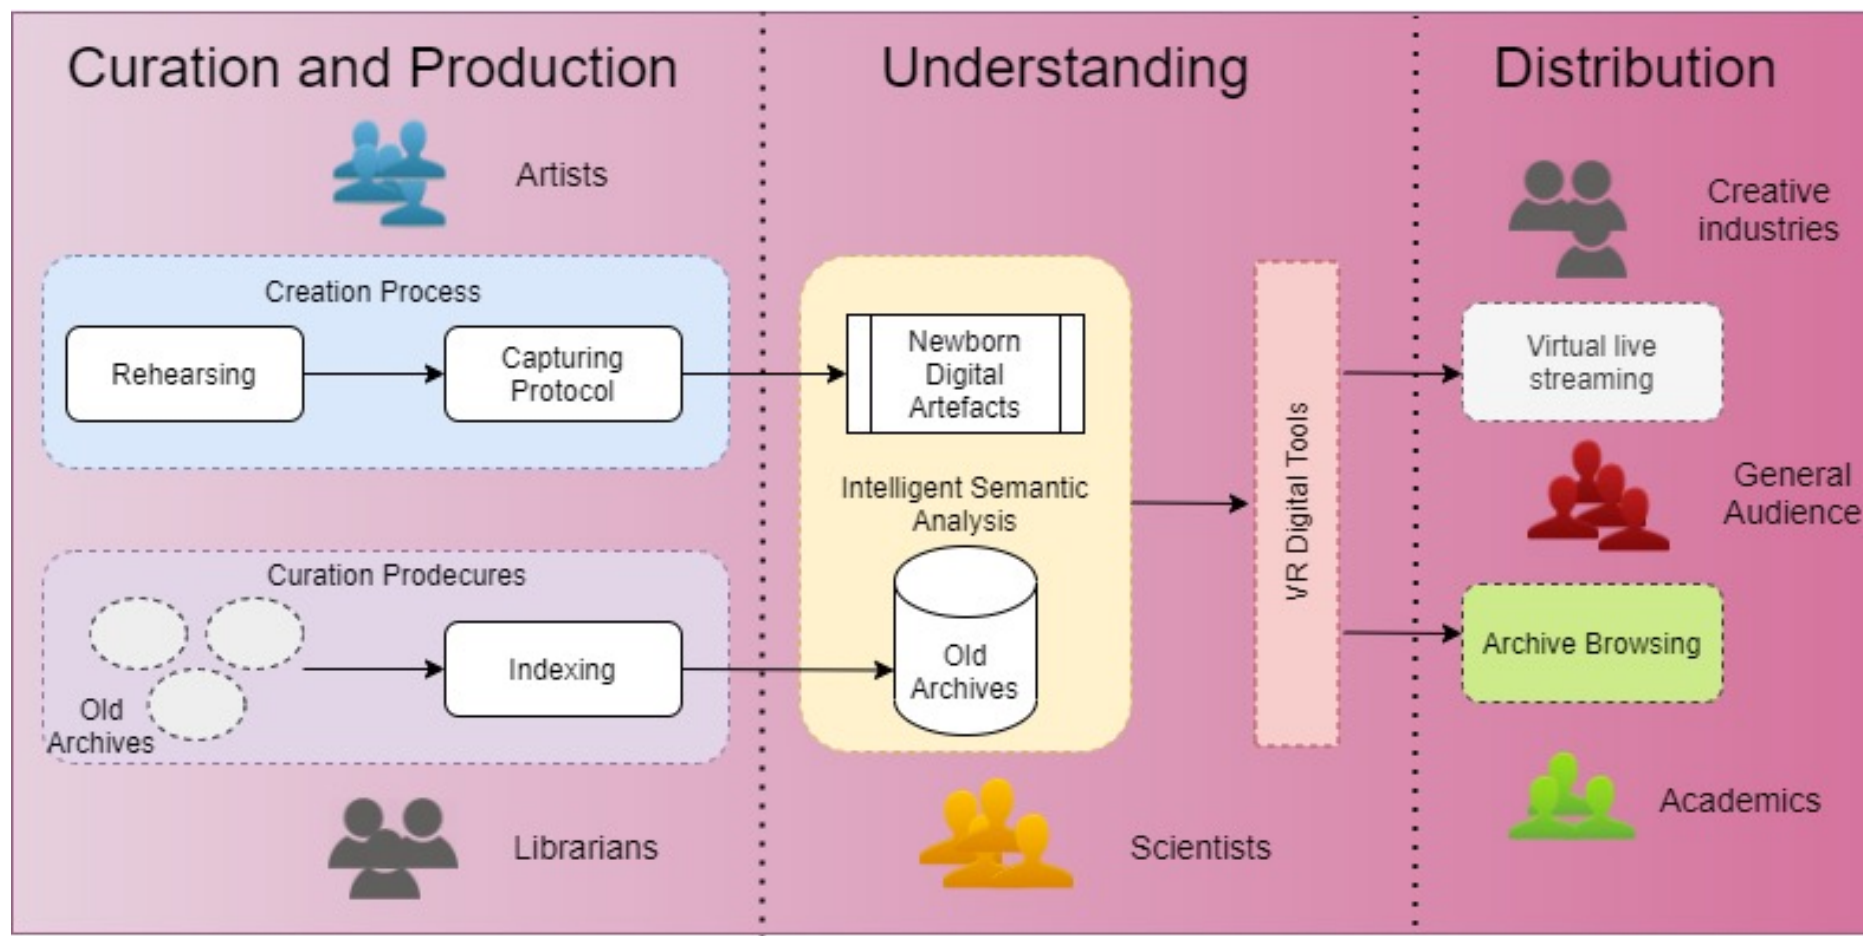 Curation and Production
Understanding
Distribution
Artists
Creation Process
Rehearsing
Capturing
Protocol
Curation Prodecures
Old
Archives
Indexing
Librarians
Newborn
Digital
Artefacts
Intelligent Semantic
Analysis
Old
Archives
Scientists
VR Digital Tools
Creative
industries
Virtual live
streaming
General
Audience
Archive Browsing
Academics